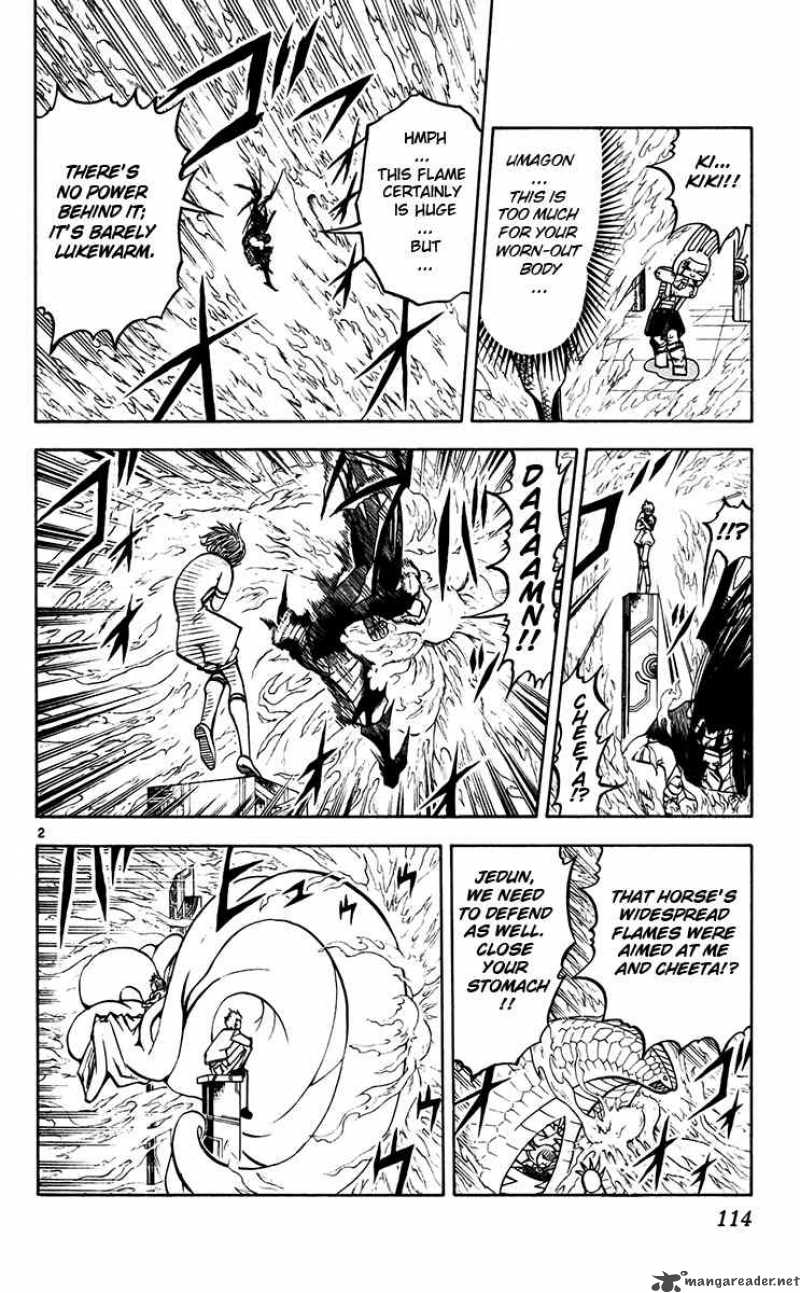 KI...
KIKI!!
UMAGON
...
THIS IS
TOO MUCH
FOR YOUR
WORN-OUT
BODY
...
HMPH
...
THIS FLAME
CERTAINLY
IS HUGE
...
BUT
...
THERE'S
NO POWER
BEHIND IT;
IT'S BARELY
LUKEWARM.
!!?
CHEETA!?
DAAAAMN!!
THAT HORSE'S
WIDESPREAD
FLAMES WERE
AIMED AT ME
AND CHEETA!?
JEDUN,
WE NEED
TO DEFEND
AS WELL.
CLOSE
YOUR
STOMACH
!!
2
114
mangareader.net